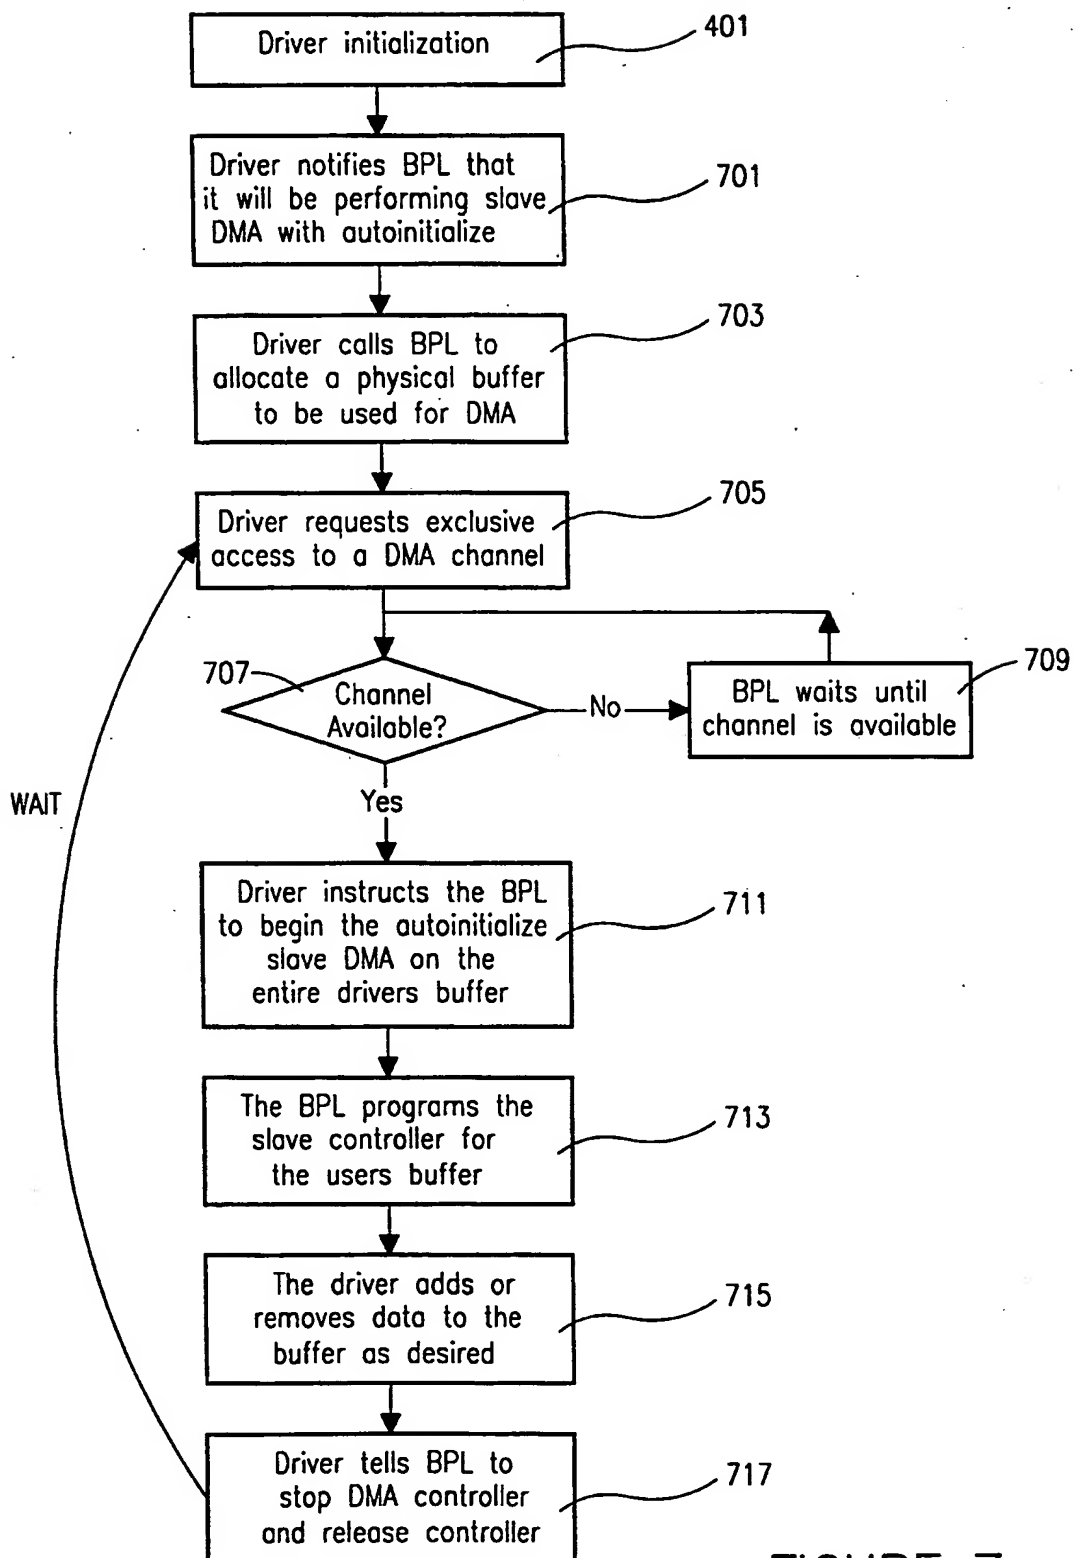 Driver initialization
401
Driver notifies BPL that
it will be performing slave
DMA with autoinitialize
701
Driver calls BPL to
allocate a physical buffer
to be used for DMA
703
Driver requests exclusive
access to a DMA channel
705
707
Channel
Available?
No
BPL waits until
channel is available
709
WAIT
Yes
Driver instructs the BPL
to begin the autoinitialize
slave DMA on the
entire drivers buffer
711
The BPL programs the
slave controller for
the users buffer
713
The driver adds or
removes data to the
buffer as desired
715
Driver tells BPL to
stop DMA controller
and release controller
717
FIGURE 7